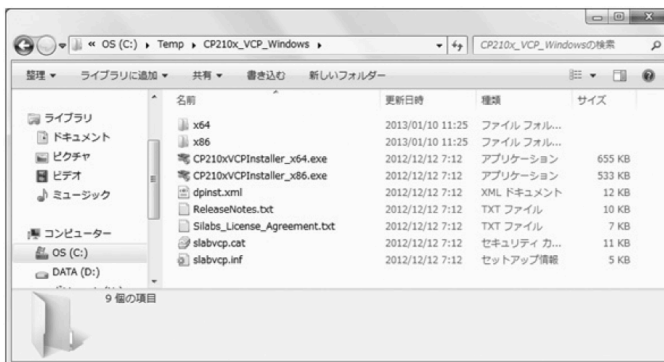 « OS (C:) ▸ Temp ▸ CP210x_VCP_Windows ▸
CP210x_VCP_Windowsの検索
整理 ▼ ライブラリに追加 ▼ 共有 ▼ 書き込む 新しいフォルダー
名前 更新日時 種類 サイズ
ライブラリ
ドキュメント
ピクチャ
ビデオ
ミュージック
コンピューター
OS (C:)
DATA (D:)
x64 2013/01/10 11:25 ファイル フォル...
x86 2013/01/10 11:25 ファイル フォル...
CP210xVCPInstaller_x64.exe 2012/12/12 7:12 アプリケーション 655 KB
CP210xVCPInstaller_x86.exe 2012/12/12 7:12 アプリケーション 533 KB
dpinst.xml 2012/12/12 7:12 XML ドキュメント 12 KB
ReleaseNotes.txt 2012/12/12 7:12 TXT ファイル 10 KB
Silabs_License_Agreement.txt 2012/12/12 7:12 TXT ファイル 7 KB
slabvcp.cat 2012/12/12 7:12 セキュリティ カ... 11 KB
slabvcp.inf 2012/12/12 7:12 セットアップ情報 5 KB
9 個の項目